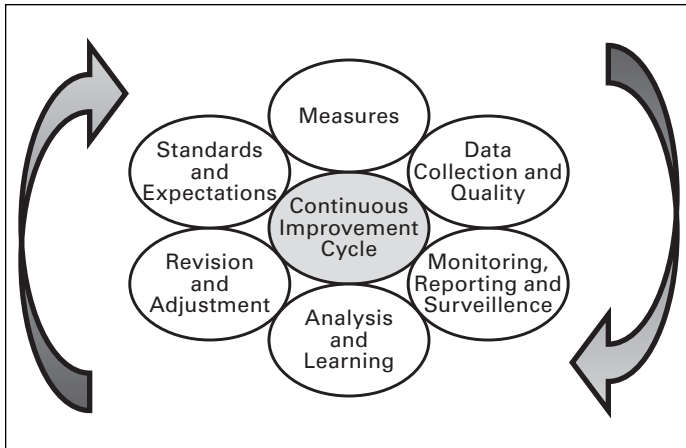 Measures
Data
Collection and
Quality
Monitoring,
Reporting and
Surveillence
Analysis
and
Learning
Revision
and
Adjustment
Standards
and
Expectations
Continuous
Improvement
Cycle